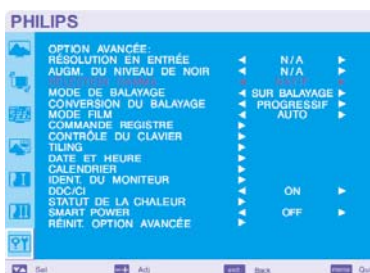 PHILIPS
OPTION AVANCÉE:
RÉSOLUTION EN ENTRÉE N/A
AUGM. DU NIVEAU DE NOIR N/A
MODE DE BALAYAGE SUR BALAYAGE
CONVERSION DU BALAYAGE PROGRESSIF
MODE FILM AUTO
COMMANDE REGISTRE
CONTRÔLE DU CLAVIER
TILING
DATE ET HEURE
CALENDRIER
IDENT. DU MONITEUR
DDC/CI ON
STATUT DE LA CHALEUR
SMART POWER OFF
RÉINIT. OPTION AVANCÉE
Sel Adj exit Back menu